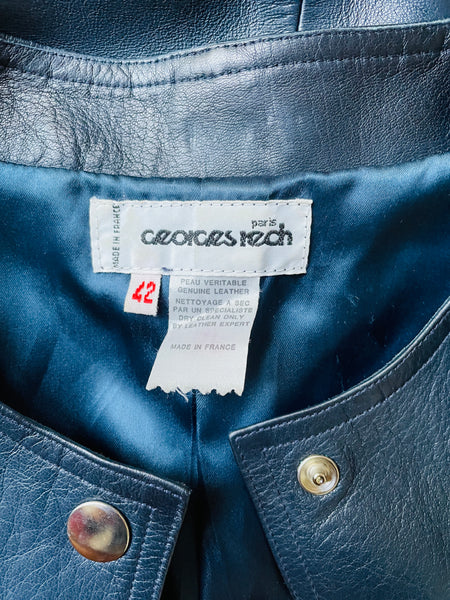 MADE IN FRANCE
paris
GEORGES rech
42
PEAU VERITABLE
GENUINE LEATHER
NETTOYAGE A SEC
PAR UN SPECIALISTE
DRY CLEAN ONLY
BY LEATHER EXPERT
MADE IN FRANCE